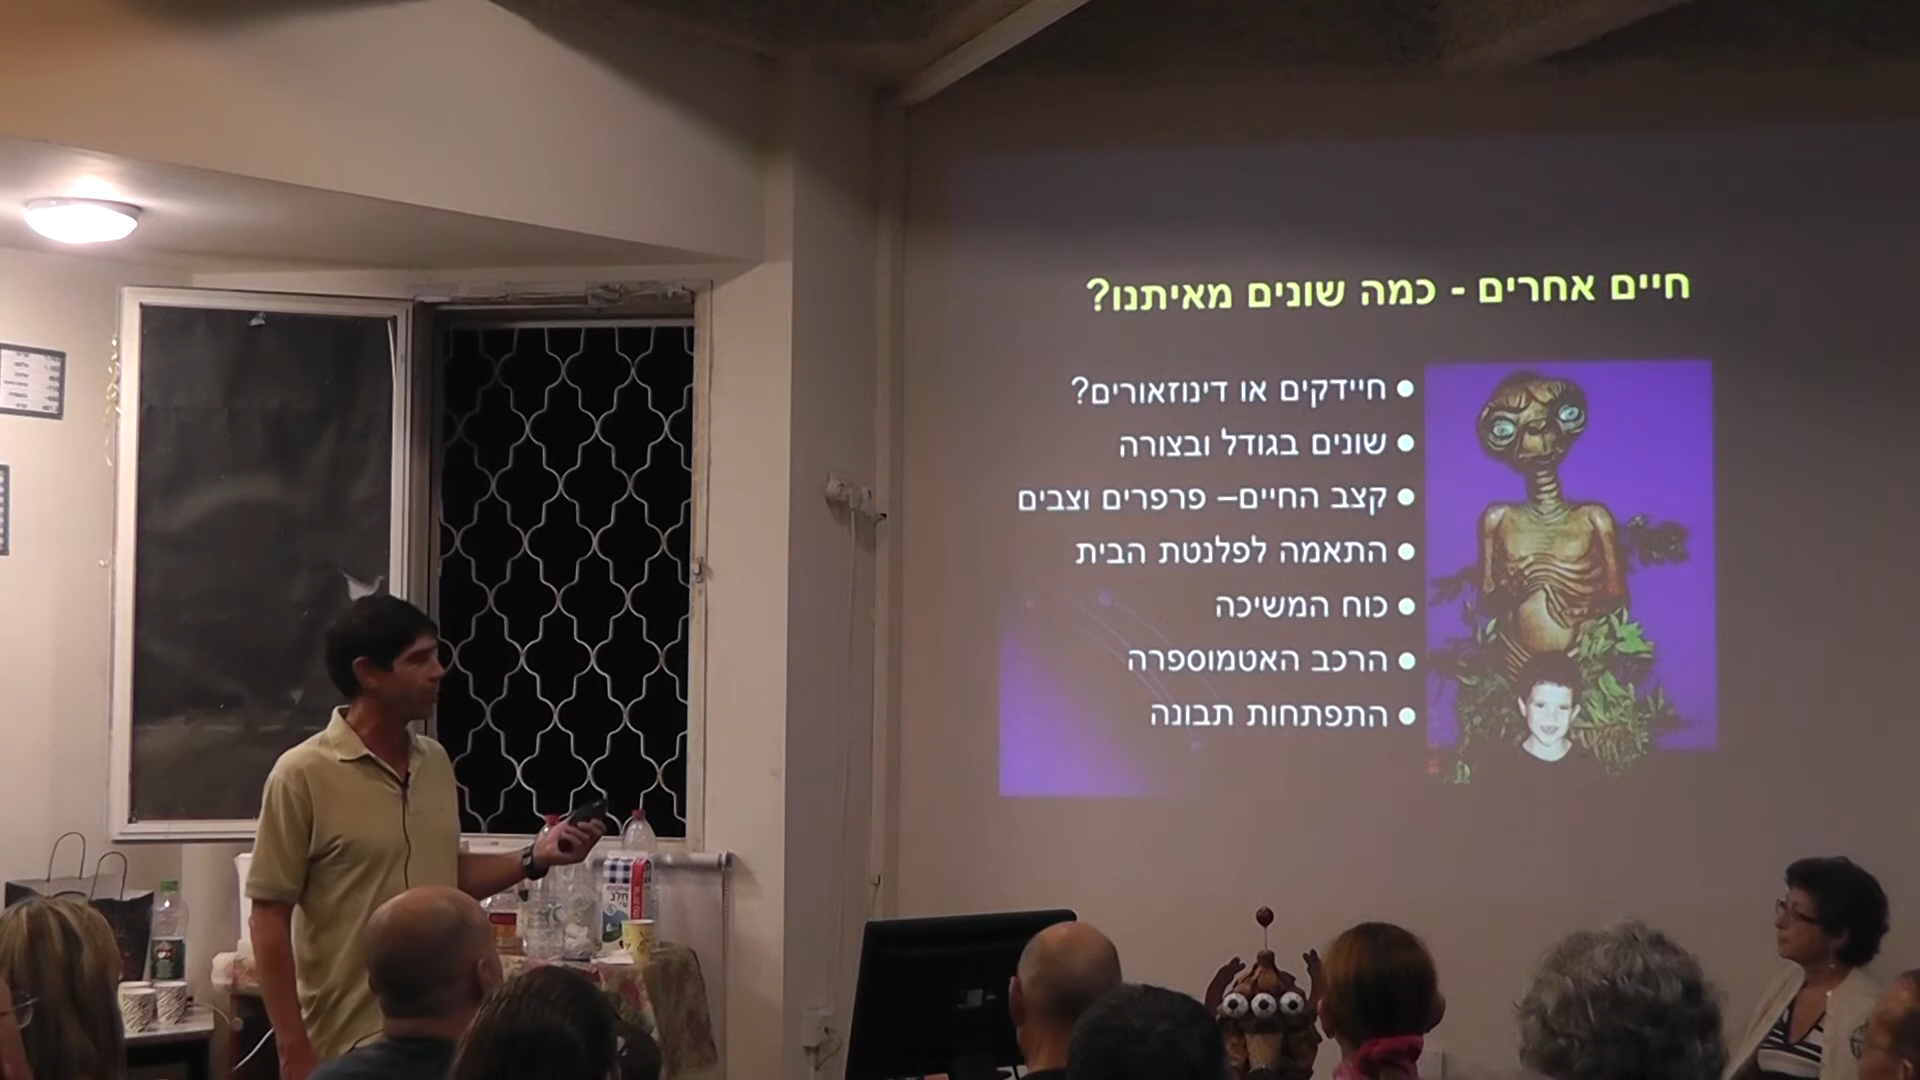 חיים אחרים - כמה שונים מאיתנו?
חיידקים או דינוזאורים?
שונים בגודל ובצורה
קצב החיים – פרפרים וצבים
התאמה לפלנטת הבית
כוח המשיכה
הרכב האטמוספרה
התפתחות תבונה
חלב